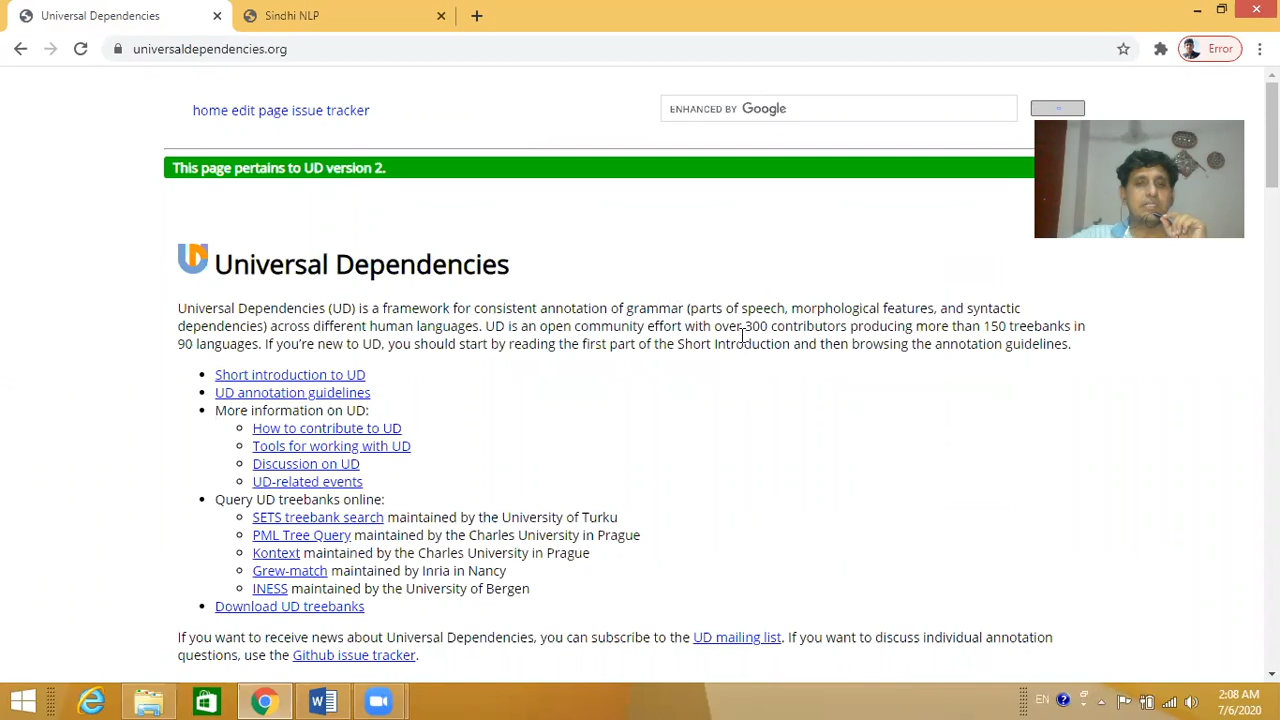 Universal Dependencies
Sindhi NLP
universaldependencies.org
Error
home edit page issue tracker
ENHANCED BY Google
This page pertains to UD version 2.
UD Universal Dependencies
Universal Dependencies (UD) is a framework for consistent annotation of grammar (parts of speech, morphological features, and syntactic
dependencies) across different human languages. UD is an open community effort with over 300 contributors producing more than 150 treebanks in
90 languages. If you're new to UD, you should start by reading the first part of the Short Introduction and then browsing the annotation guidelines.
Short introduction to UD
UD annotation guidelines
More information on UD:
How to contribute to UD
Tools for working with UD
Discussion on UD
UD-related events
Query UD treebanks online:
SETS treebank search maintained by the University of Turku
PML Tree Query maintained by the Charles University in Prague
Kontext maintained by the Charles University in Prague
Grew-match maintained by Inria in Nancy
INESS maintained by the University of Bergen
Download UD treebanks
If you want to receive news about Universal Dependencies, you can subscribe to the UD mailing list. If you want to discuss individual annotation
questions, use the Github issue tracker.
EN
2:08 AM
7/6/2020